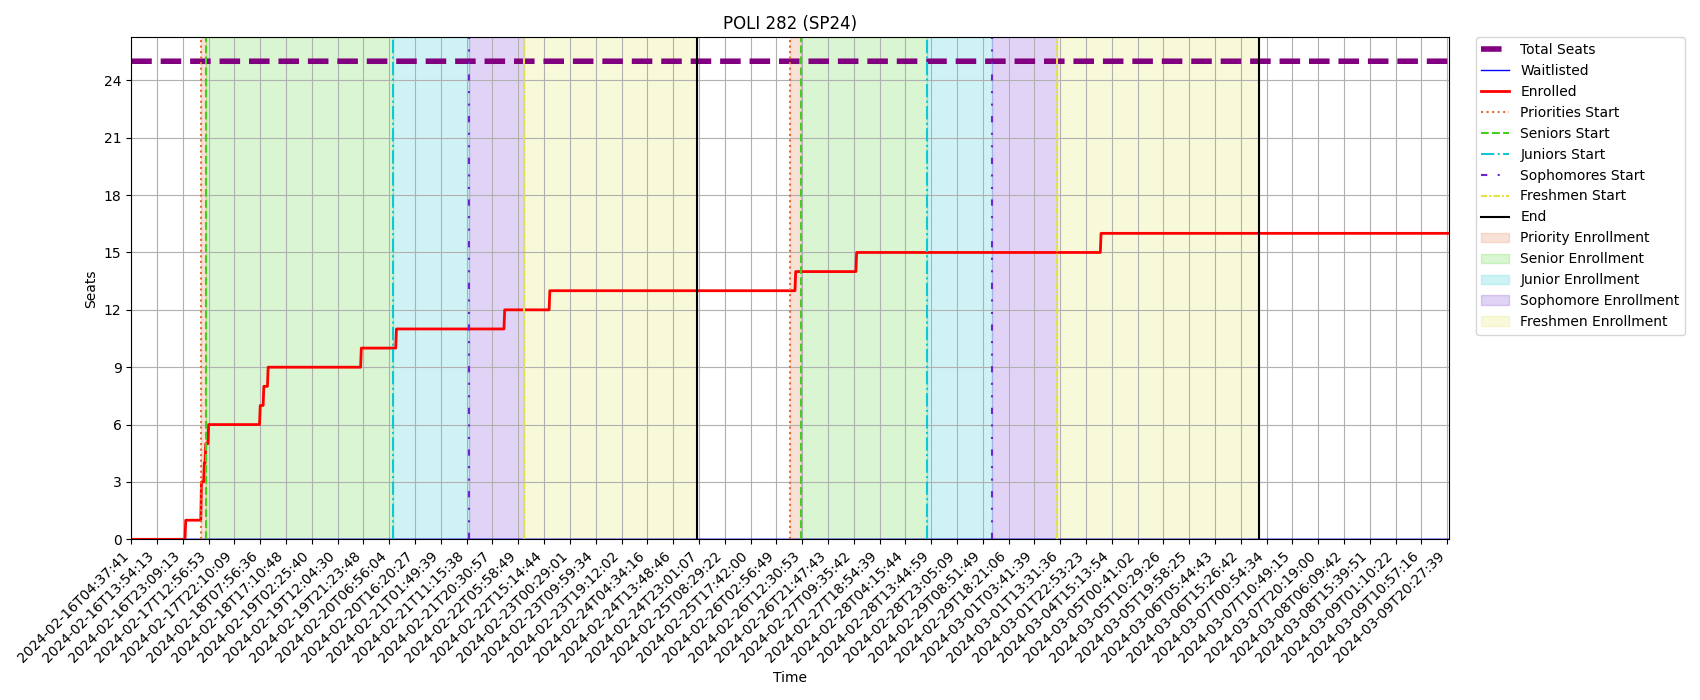 POLI 282 (SP24)
Total Seats
Waitlisted
Enrolled
Priorities Start
Seniors Start
Juniors Start
Sophomores Start
Freshmen Start
End
Priority Enrollment
Senior Enrollment
Junior Enrollment
Sophomore Enrollment
Freshmen Enrollment
Seats
24
21
18
15
12
9
6
3
0
2024-02-16T04:37:41
2024-02-16T13:54:13
2024-02-16T23:09:13
2024-02-17T12:56:53
2024-02-17T22:10:09
2024-02-18T07:56:36
2024-02-18T17:10:48
2024-02-19T02:25:40
2024-02-19T12:04:30
2024-02-19T21:23:48
2024-02-20T06:56:04
2024-02-20T16:20:27
2024-02-21T01:49:35
2024-02-21T11:15:38
2024-02-21T20:30:57
2024-02-22T05:58:49
2024-02-22T15:14:44
2024-02-23T00:29:01
2024-02-23T09:59:34
2024-02-23T19:12:02
2024-02-24T04:34:16
2024-02-24T13:48:46
2024-02-24T23:01:07
2024-02-25T08:29:22
2024-02-25T17:42:00
2024-02-26T02:56:49
2024-02-26T12:30:53
2024-02-26T21:47:43
2024-02-27T09:35:42
2024-02-27T18:54:39
2024-02-28T04:15:44
2024-02-28T13:44:59
2024-02-28T23:05:09
2024-02-29T08:51:49
2024-02-29T18:21:06
2024-03-01T03:41:39
2024-03-01T13:31:36
2024-03-01T22:53:23
2024-03-04T15:13:54
2024-03-05T00:41:02
2024-03-05T10:29:26
2024-03-05T19:58:25
2024-03-06T05:44:43
2024-03-06T15:26:42
2024-03-07T00:54:34
2024-03-07T10:49:15
2024-03-07T20:19:00
2024-03-08T06:09:42
2024-03-08T15:39:51
2024-03-09T01:10:22
2024-03-09T10:57:16
2024-03-09T20:27:39
Time